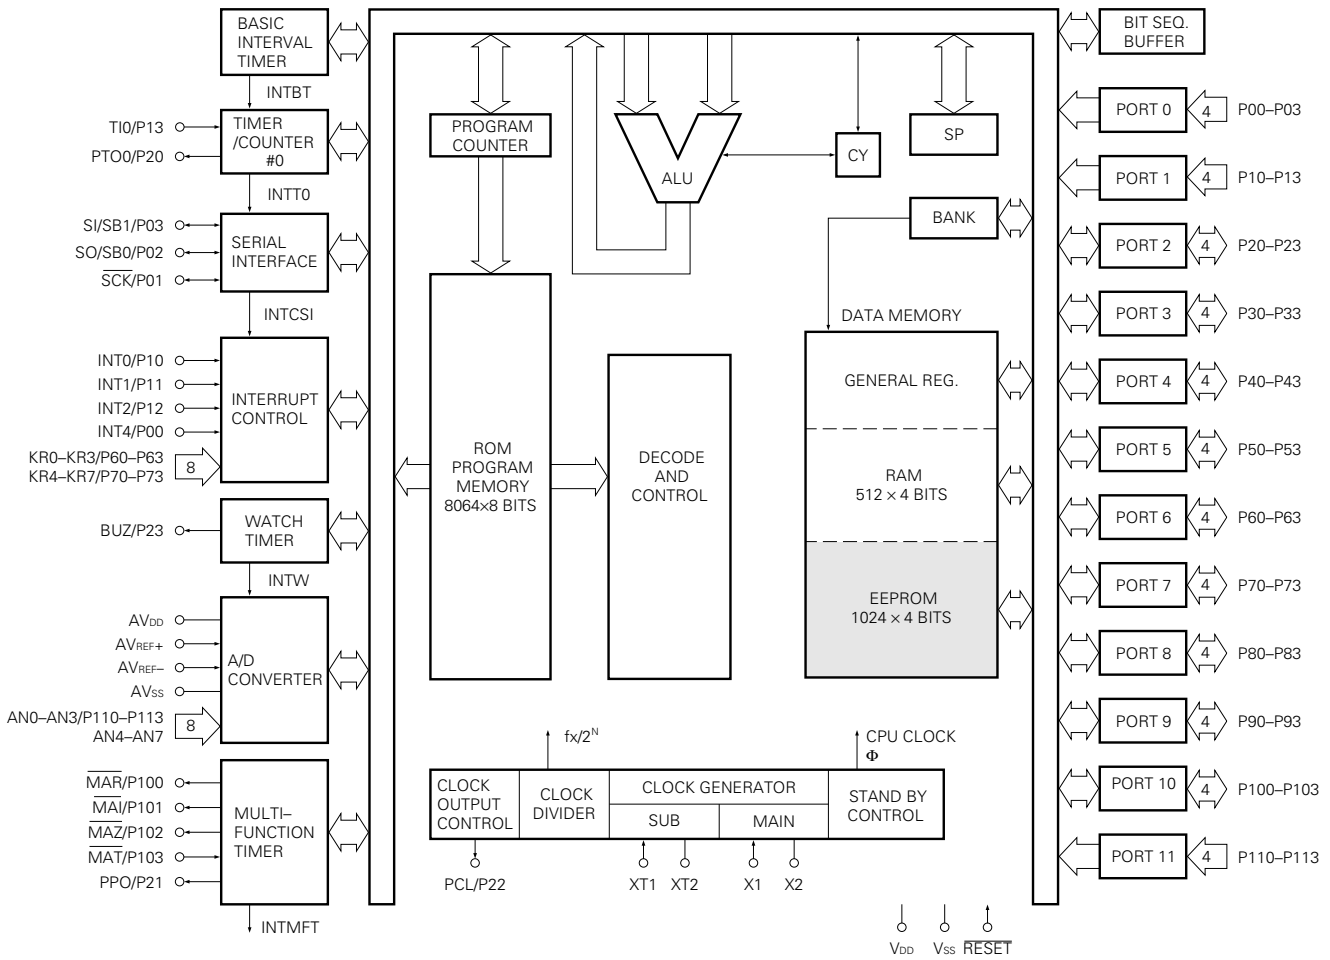 BASIC
INTERVAL
TIMER
INTBT
TI0/P13
PTO0/P20
TIMER
/COUNTER
#0
INTT0
SI/SB1/P03
SO/SB0/P02
SCK/P01
SERIAL
INTERFACE
INTCSI
INT0/P10
INT1/P11
INT2/P12
INT4/P00
KR0–KR3/P60–P63
KR4–KR7/P70–P73
8
INTERRUPT
CONTROL
BUZ/P23
WATCH
TIMER
INTW
AVDD
AVREF+
AVREF–
AVSS
AN0–AN3/P110–P113
AN4–AN7
8
A/D
CONVERTER
MAR/P100
MAI/P101
MAZ/P102
MAT/P103
PPO/P21
MULTI–
FUNCTION
TIMER
INTMFT
PROGRAM
COUNTER
ALU
CY
SP
BANK
ROM
PROGRAM
MEMORY
8064×8 BITS
DECODE
AND
CONTROL
DATA MEMORY
GENERAL REG.
RAM
512 × 4 BITS
EEPROM
1024 × 4 BITS
fx/2N
CPU CLOCK
Φ
CLOCK
OUTPUT
CONTROL
CLOCK
DIVIDER
CLOCK GENERATOR
SUB
MAIN
STAND BY
CONTROL
PCL/P22
XT1
XT2
X1
X2
VDD
VSS
RESET
BIT SEQ.
BUFFER
PORT 0
4
P00–P03
PORT 1
4
P10–P13
PORT 2
4
P20–P23
PORT 3
4
P30–P33
PORT 4
4
P40–P43
PORT 5
4
P50–P53
PORT 6
4
P60–P63
PORT 7
4
P70–P73
PORT 8
4
P80–P83
PORT 9
4
P90–P93
PORT 10
4
P100–P103
PORT 11
4
P110–P113